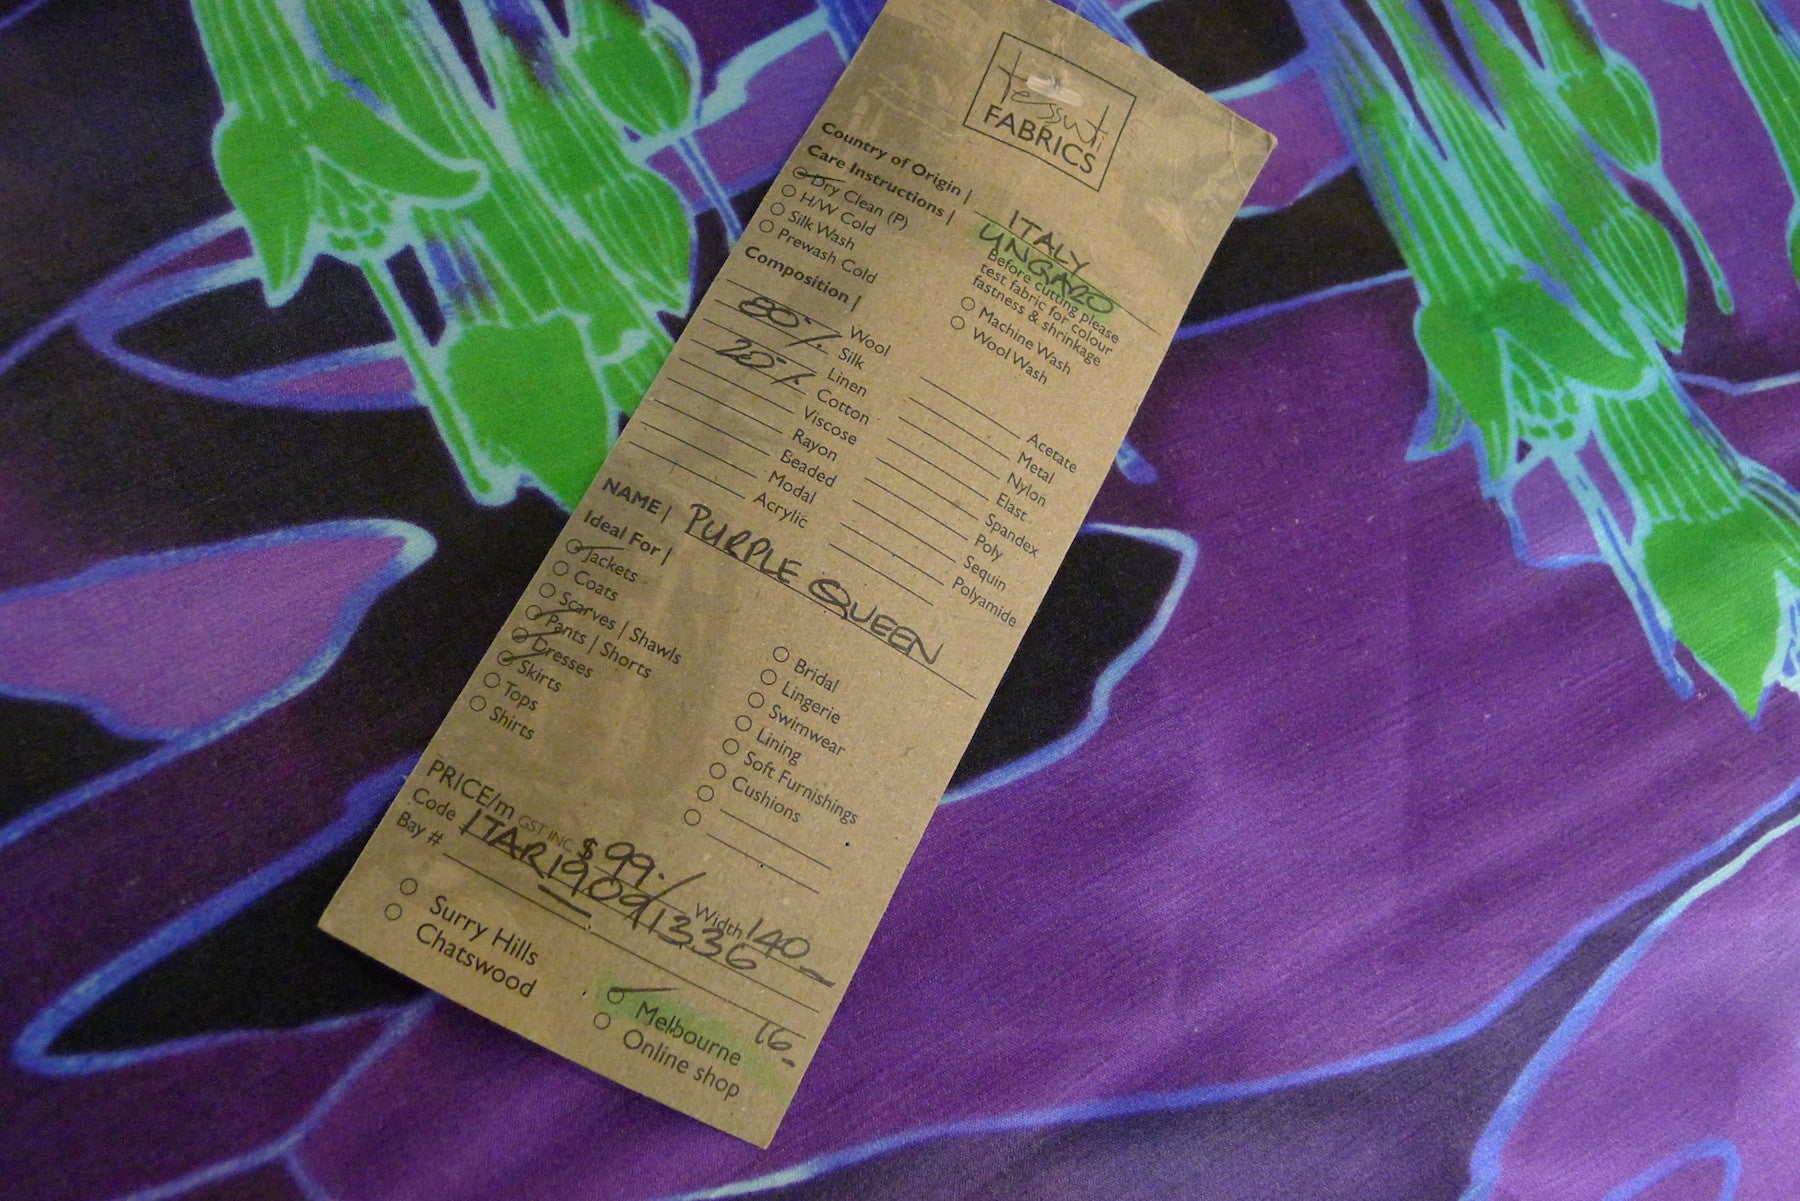 Tessuti
FABRICS
Country of Origin | ITALY
Care Instructions | UNGARO
Dry Clean (P)
H/W Cold
Silk Wash
Prewash Cold
Before cutting please
test fabric for colour
fastness & shrinkage
Machine Wash
Wool Wash
Composition |
Wool
80% Silk
Linen
20% Cotton
Viscose
Rayon
Beaded
Modal
Acrylic
Acetate
Metal
Nylon
Elast.
Spandex
Poly
Sequin
Polyamide
NAME | PURPLE QUEEN
Ideal For |
Jackets
Coats
Scarves | Shawls
Pants | Shorts
Dresses
Skirts
Tops
Shirts
Bridal
Lingerie
Swimwear
Lining
Soft Furnishings
Cushions
PRICE/m GST INC. $99./ Width 140
Code ITAR19091336
Bay # 16
Surry Hills
Chatswood
Melbourne
Online shop